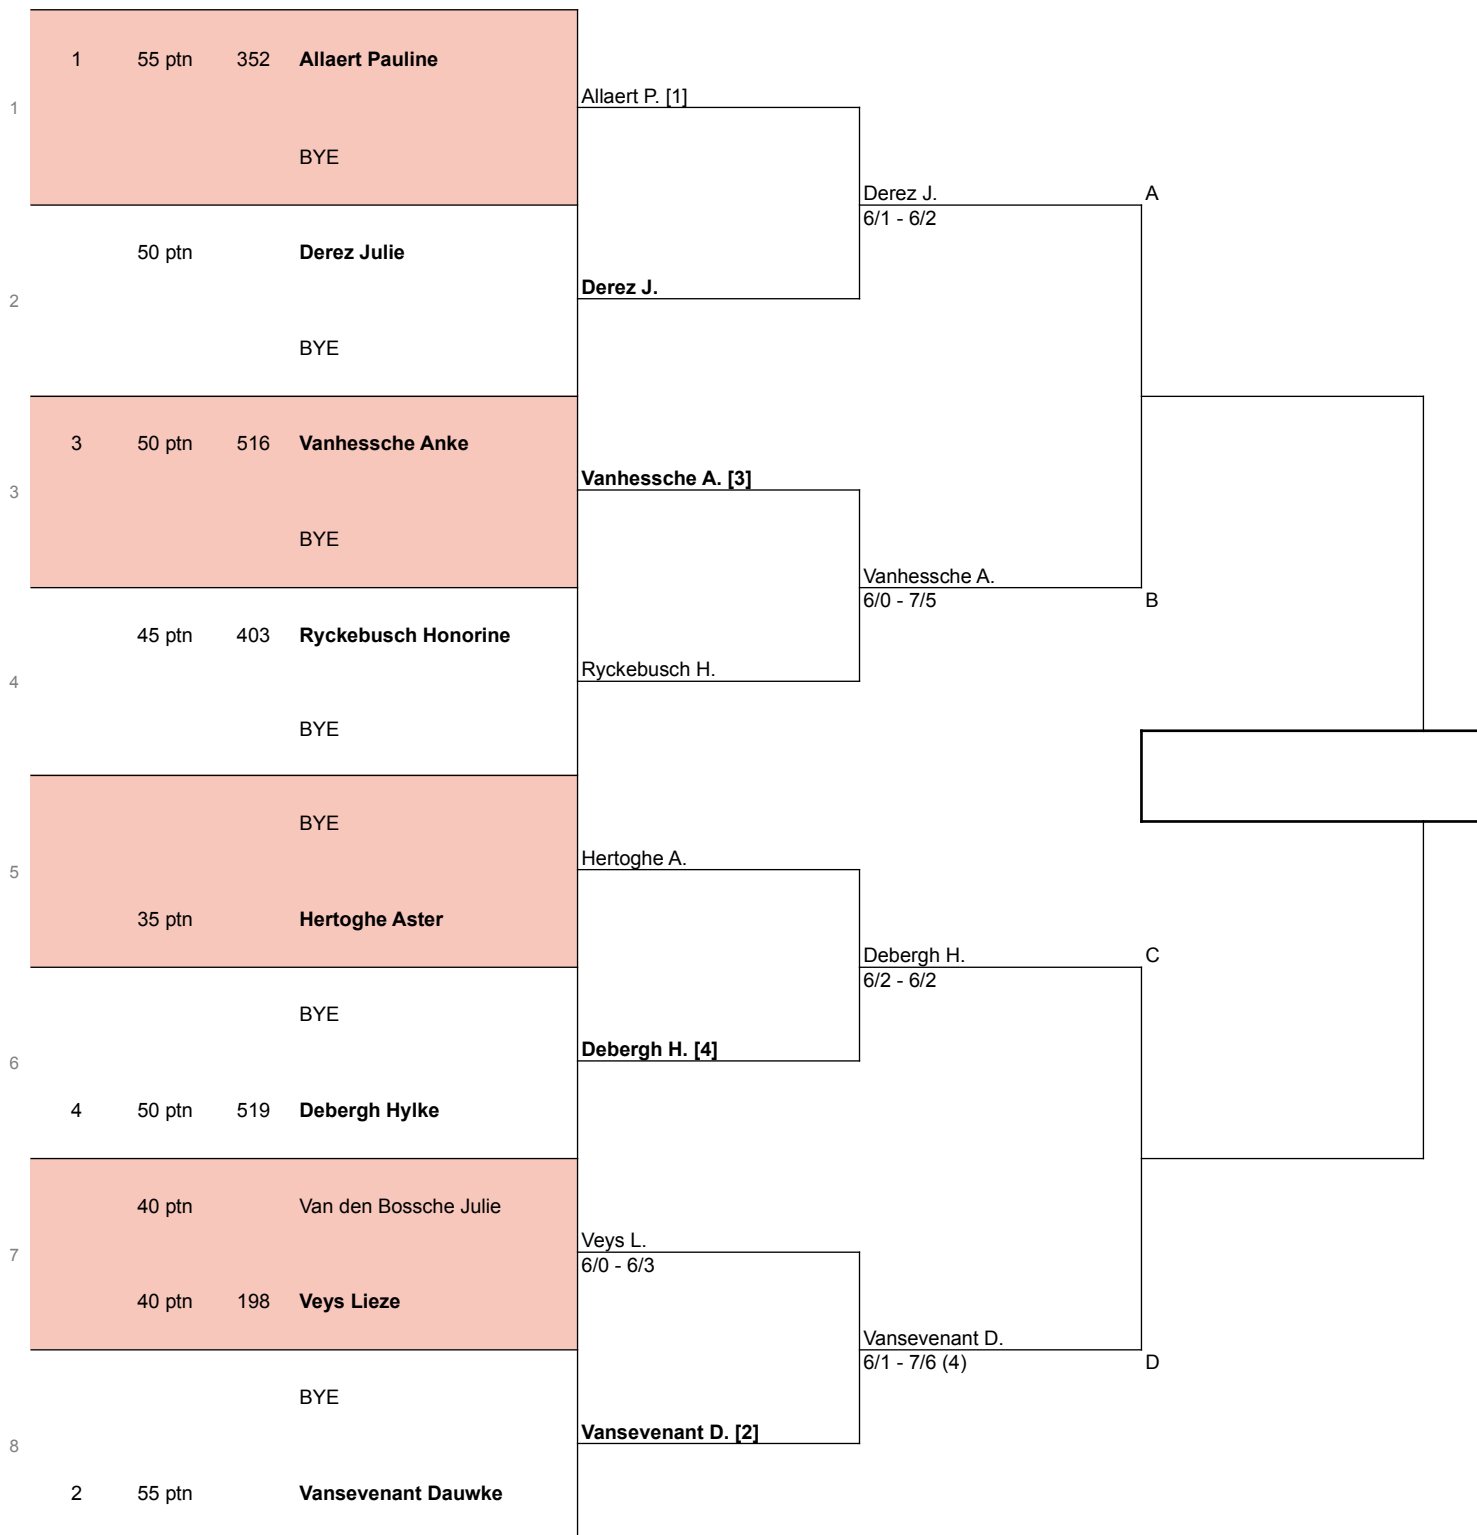 1 55 ptn 352 Allaert Pauline
Allaert P. [1]
1
BYE
Derez J. A
6/1 - 6/2
50 ptn Derez Julie
Derez J.
2
BYE
3 50 ptn 516 Vanhessche Anke
Vanhessche A. [3]
3
BYE
Vanhessche A.
6/0 - 7/5 B
45 ptn 403 Ryckebusch Honorine
Ryckebusch H.
4
BYE
BYE
Hertoghe A.
5
35 ptn Hertoghe Aster
Debergh H. C
6/2 - 6/2
BYE
Debergh H. [4]
6
4 50 ptn 519 Debergh Hylke
40 ptn Van den Bossche Julie
Veys L.
7
6/0 - 6/3
40 ptn 198 Veys Lieze
Vansevenant D.
6/1 - 7/6 (4) D
BYE
Vansevenant D. [2]
8
2 55 ptn Vansevenant Dauwke